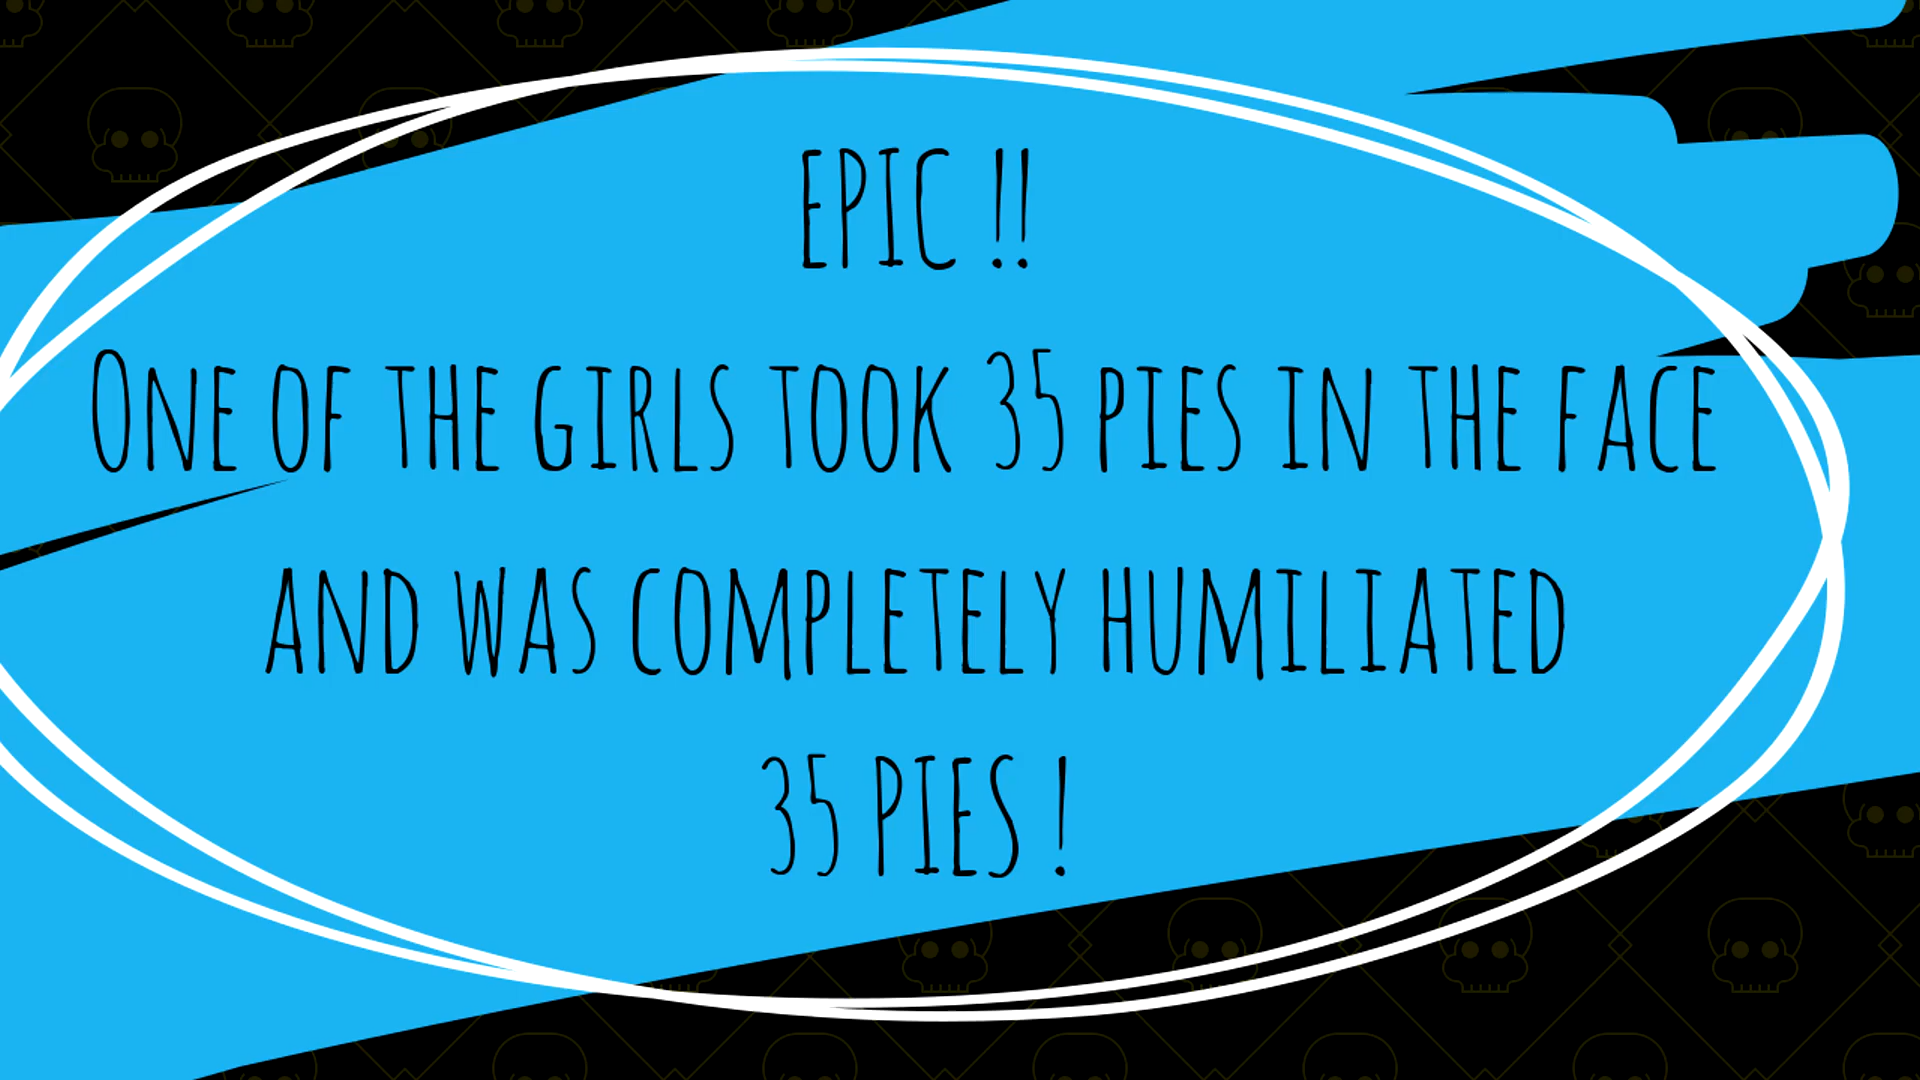 EPIC !!
One of the girls took 35 pies in the face
and was completely humiliated
35 PIES !